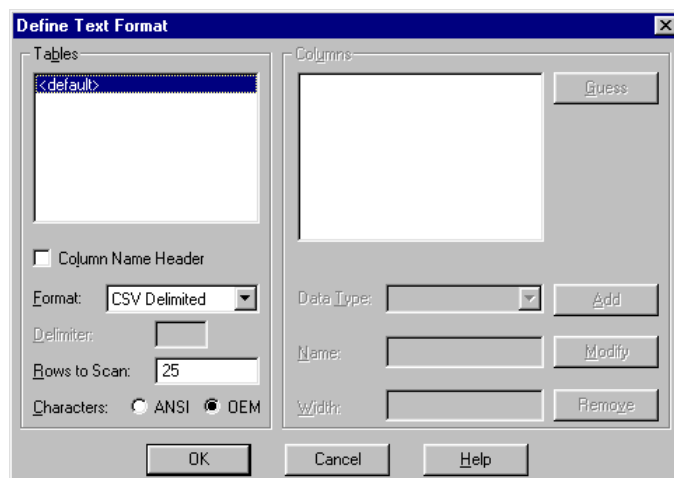 Define Text Format
Tables
<default>
Column Name Header
Format: CSV Delimited
Delimiter:
Rows to Scan: 25
Characters: ANSI OEM
Columns
Guess
Data Type: Add
Name: Modify
Width: Remove
OK Cancel Help